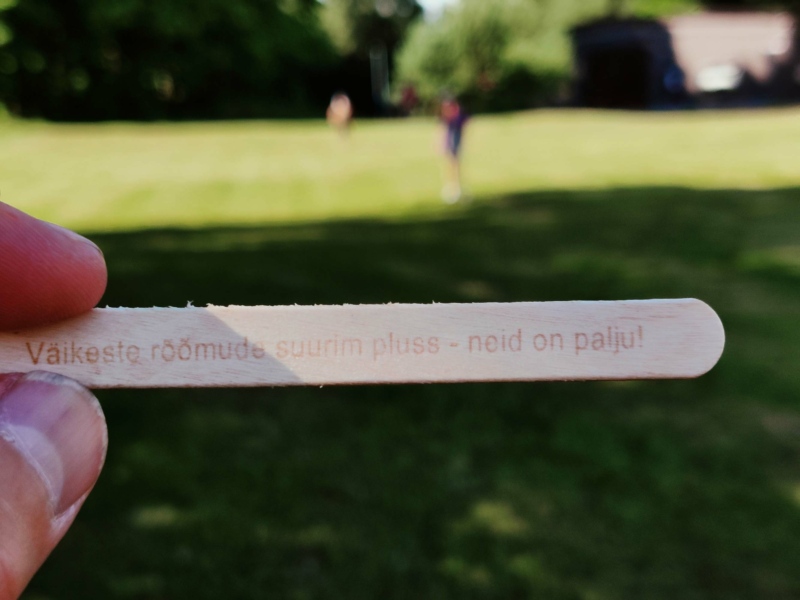 Väikeste rõõmude suurim pluss - neid on palju!